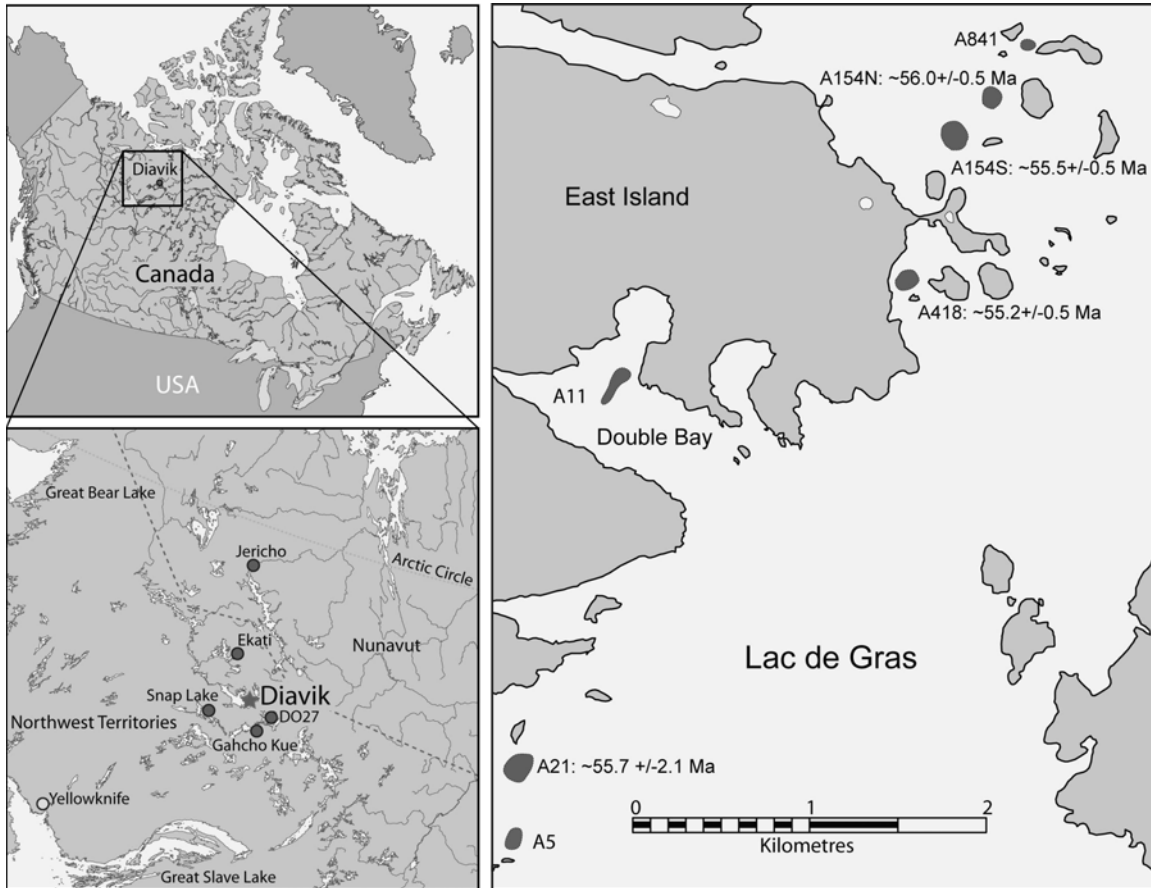 Diavik
Canada
USA
Great Bear Lake
Jericho
Arctic Circle
Ekati
Nunavut
Snap Lake
Diavik
DO27
Northwest Territories
Gahcho Kue
Yellowknife
Great Slave Lake
A841
A154N: ~56.0+/-0.5 Ma
A154S: ~55.5+/-0.5 Ma
East Island
A418: ~55.2+/-0.5 Ma
A11
Double Bay
Lac de Gras
A21: ~55.7 +/-2.1 Ma
0 1 2
Kilometres
A5